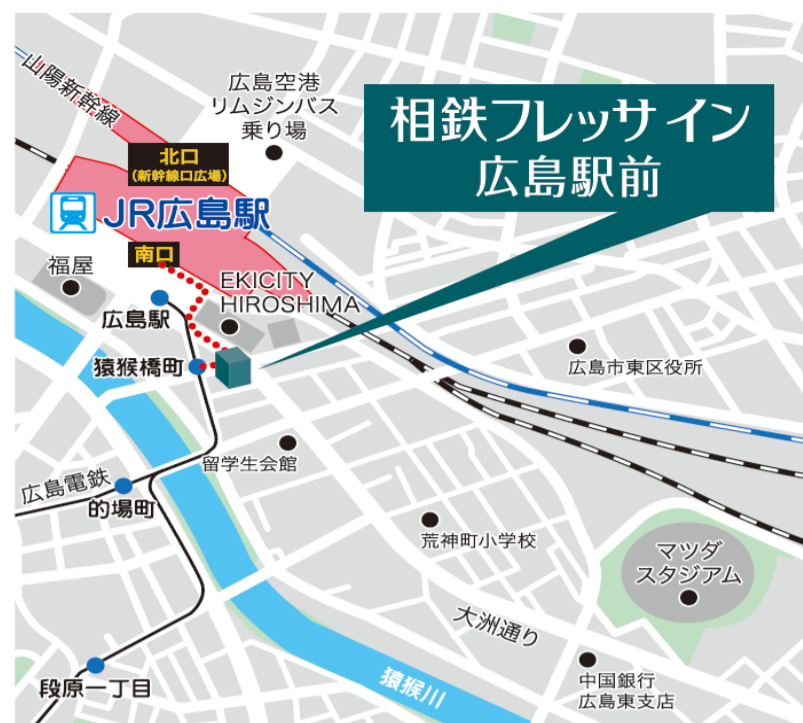 山陽新幹線
広島空港
リムジンバス
乗り場
相鉄フレッサイン
広島駅前
北口
(新幹線口広場)
JR広島駅
南口
福屋
EKICITY
HIROSHIMA
広島駅
猿猴橋町
広島市東区役所
留学生会館
広島電鉄
的場町
荒神町小学校
マツダ
スタジアム
大洲通り
段原一丁目
猿猴川
中国銀行
広島東支店